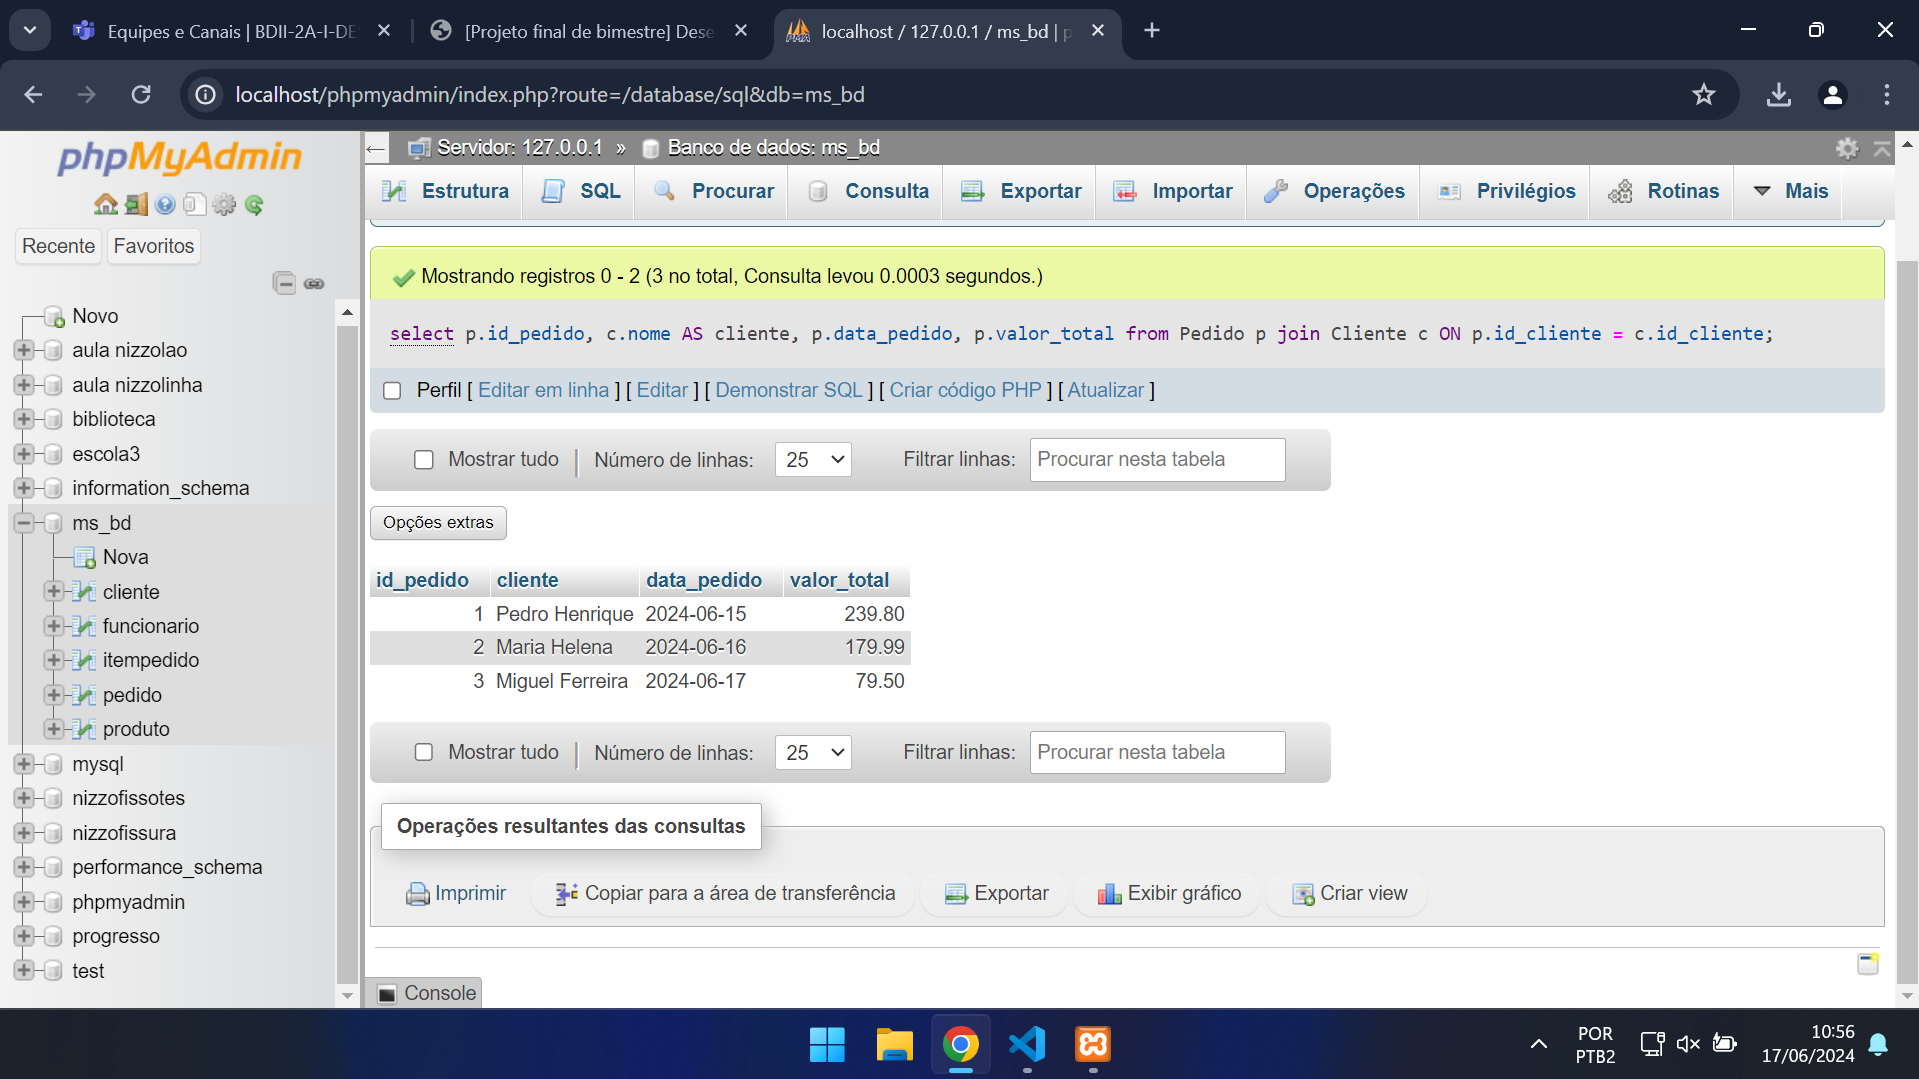 Equipes e Canais | BDII-2A-I-DE
[Projeto final de bimestre] Dese
localhost / 127.0.0.1 / ms_bd | p
localhost/phpmyadmin/index.php?route=/database/sql&db=ms_bd
phpMyAdmin
Recente
Favoritos
Novo
aula nizzolao
aula nizzolinha
biblioteca
escola3
information_schema
ms_bd
Nova
cliente
funcionario
itempedido
pedido
produto
mysql
nizzofissotes
nizzofissura
performance_schema
phpmyadmin
progresso
test
Servidor: 127.0.0.1 » Banco de dados: ms_bd
Estrutura SQL Procurar Consulta Exportar Importar Operações Privilégios Rotinas Mais
Mostrando registros 0 - 2 (3 no total, Consulta levou 0.0003 segundos.)
select p.id_pedido, c.nome AS cliente, p.data_pedido, p.valor_total from Pedido p join Cliente c ON p.id_cliente = c.id_cliente;
Perfil [ Editar em linha ] [ Editar ] [ Demonstrar SQL ] [ Criar código PHP ] [ Atualizar ]
Mostrar tudo | Número de linhas: 25 Filtrar linhas: Procurar nesta tabela
Opções extras
id_pedido cliente data_pedido valor_total
1 Pedro Henrique 2024-06-15 239.80
2 Maria Helena 2024-06-16 179.99
3 Miguel Ferreira 2024-06-17 79.50
Mostrar tudo | Número de linhas: 25 Filtrar linhas: Procurar nesta tabela
Operações resultantes das consultas
Imprimir Copiar para a área de transferência Exportar Exibir gráfico Criar view
Console
POR
PTB2
10:56
17/06/2024